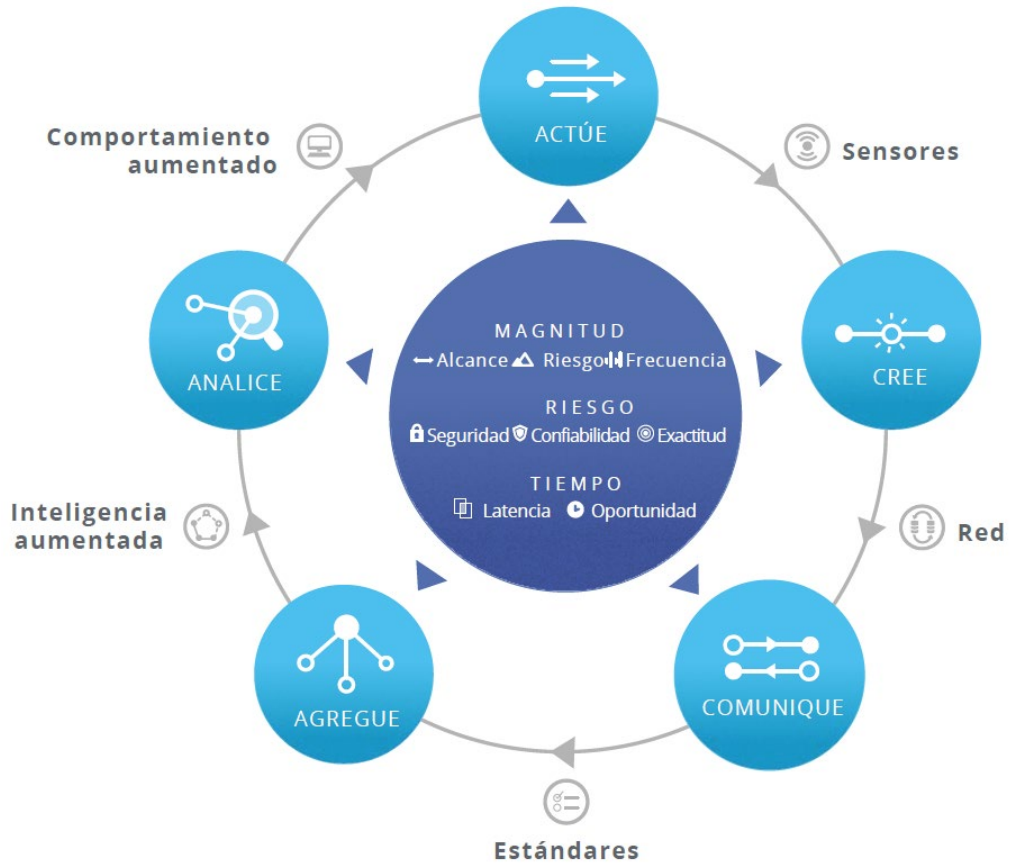 ACTÚE
Comportamiento
aumentado
Sensores
MAGNITUD
Alcance Riesgo Frecuencia
ANALICE
CREE
RIESGO
Seguridad Confiabilidad Exactitud
TIEMPO
Latencia Oportunidad
Inteligencia
aumentada
Red
AGREGUE
COMUNIQUE
Estándares